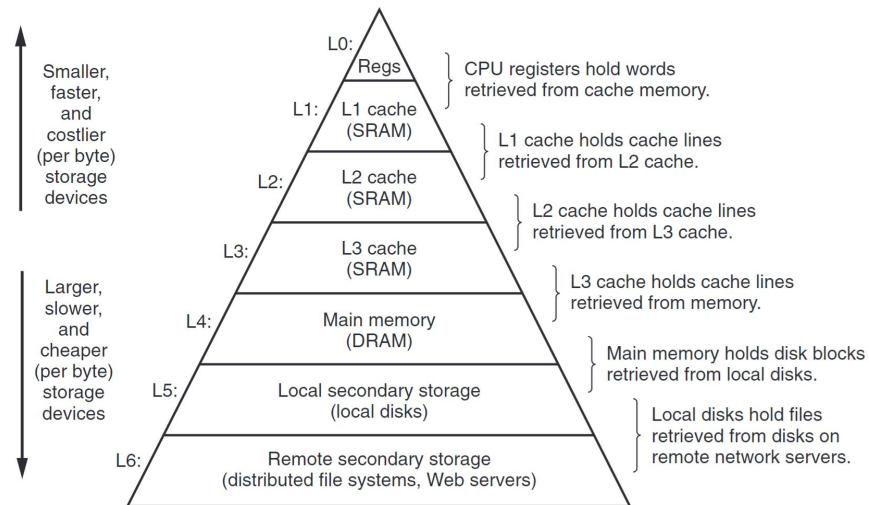 L0:
Regs
CPU registers hold words
retrieved from cache memory.
Smaller,
faster,
and
costlier
(per byte)
storage
devices
L1:
L1 cache
(SRAM)
L1 cache holds cache lines
retrieved from L2 cache.
L2:
L2 cache
(SRAM)
L2 cache holds cache lines
retrieved from L3 cache.
L3:
L3 cache
(SRAM)
L3 cache holds cache lines
retrieved from memory.
Larger,
slower,
and
cheaper
(per byte)
storage
devices
L4:
Main memory
(DRAM)
Main memory holds disk blocks
retrieved from local disks.
L5:
Local secondary storage
(local disks)
Local disks hold files
retrieved from disks on
remote network servers.
L6:
Remote secondary storage
(distributed file systems, Web servers)